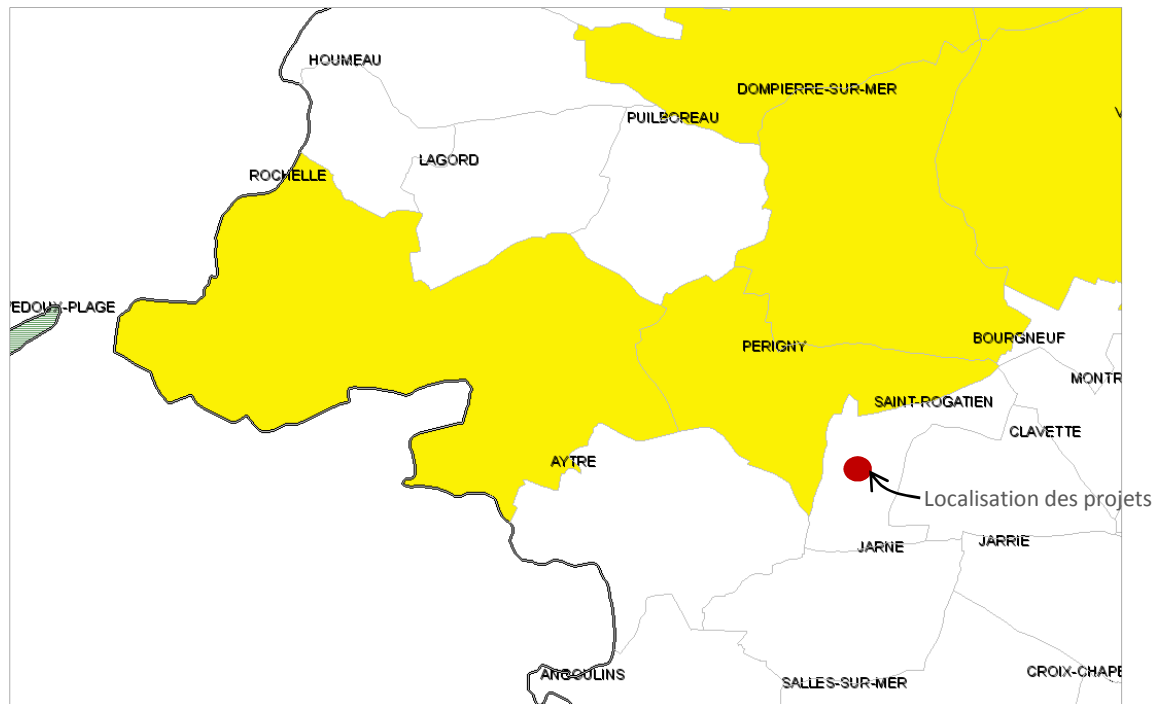 HOUMEAU
DOMPIERRE-SUR-MER
V
PUILBOREAU
LAGORD
ROCHELLE
VEDOUX-PLAGE
PERIGNY
BOURGNEUF
MONTR
SAINT-ROGATIEN
CLAVETTE
AYTRE
Localisation des projets
JARNE
JARRIE
ANGOULINS
SALLES-SUR-MER
CROIX-CHAPE